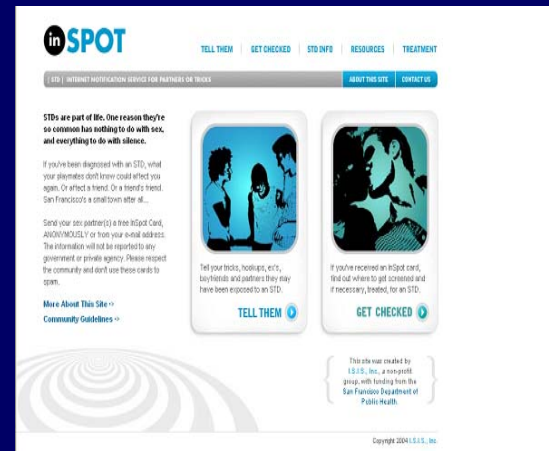 inSPOT
TELL THEM | GET CHECKED | STD INFO | RESOURCES | TREATMENT
[ STD ] INTERNET NOTIFICATION SERVICE FOR PARTNERS OR TRICKS
ABOUT THIS SITE
CONTACT US
STDs are part of life. One reason they're
so common has nothing to do with sex,
and everything to do with silence.
If you've been diagnosed with an STD, what
your playmates don't know could affect you
again. Or affect a friend. Or a friend's friend.
San Francisco's a small town after all...
Send your sex partner(s) a free InSpot Card,
ANONYMOUSLY or from your e-mail address.
The information will not be reported to any
government or private agency. Please respect
the community and don't use these cards to
spam.
More About This Site
Community Guidelines
Tell your tricks, hookups, ex's,
boyfriends and partners they may
have been exposed to an STD.
TELL THEM
If you've received an InSpot card,
find out where to get screened and
if necessary, treated, for an STD.
GET CHECKED
This site was created by
I.S.I.S., Inc., a non-profit
group, with funding from the
San Francisco Department of
Public Health.
Copyright 2004 I.S.I.S., Inc.